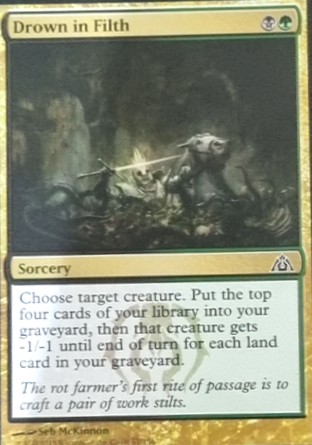 Drown in Filth
Sorcery
Choose target creature. Put the top
four cards of your library into your
graveyard, then that creature gets
-1/-1 until end of turn for each land
card in your graveyard.
The rot farmer's first rite of passage is to
craft a pair of work stilts.
Seb McKinnon